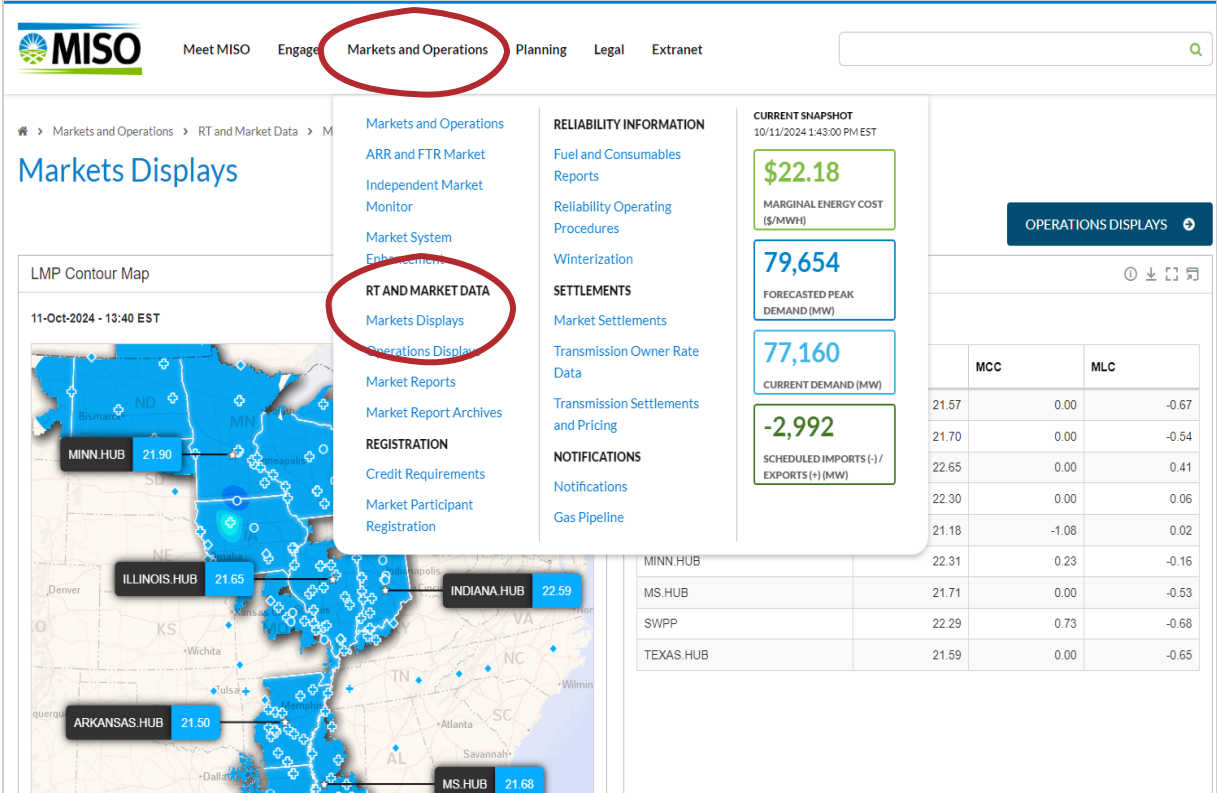 MISO
Meet MISO
Engage
Markets and Operations
Planning
Legal
Extranet
Markets and Operations > RT and Market Data > M
Markets Displays
OPERATIONS DISPLAYS
Markets and Operations
ARR and FTR Market
Independent Market
Monitor
Market System
Enhancement
RT AND MARKET DATA
Markets Displays
Operations Displays
Market Reports
Market Report Archives
REGISTRATION
Credit Requirements
Market Participant
Registration
RELIABILITY INFORMATION
Fuel and Consumables
Reports
Reliability Operating
Procedures
Winterization
SETTLEMENTS
Market Settlements
Transmission Owner Rate
Data
Transmission Settlements
and Pricing
NOTIFICATIONS
Notifications
Gas Pipeline
CURRENT SNAPSHOT
10/11/2024 1:43:00 PM EST
$22.18
MARGINAL ENERGY COST
($/MWH)
79,654
FORECASTED PEAK
DEMAND (MW)
77,160
CURRENT DEMAND (MW)
-2,992
SCHEDULED IMPORTS (-) /
EXPORTS (+) (MW)
LMP Contour Map
11-Oct-2024 - 13:40 EST
ND
Bismarck
MN
MINN.HUB 21.90
SD
IA
NE
Omaha
ILLINOIS.HUB 21.65
Indianapolis
INDIANA.HUB 22.59
Denver
CO
KS
MO
VA
Nor
Wichita
NC
Tulsa
TN
Wilmin
Memphis
ARKANSAS.HUB 21.50
Atlanta
SC
AL
Savannah
Dallas
MS.HUB 21.68
MCC MLC
21.57 0.00 -0.67
21.70 0.00 -0.54
22.65 0.00 0.41
22.30 0.00 0.06
21.18 -1.08 0.02
MINN.HUB 22.31 0.23 -0.16
MS.HUB 21.71 0.00 -0.53
SWPP 22.29 0.73 -0.68
TEXAS.HUB 21.59 0.00 -0.65